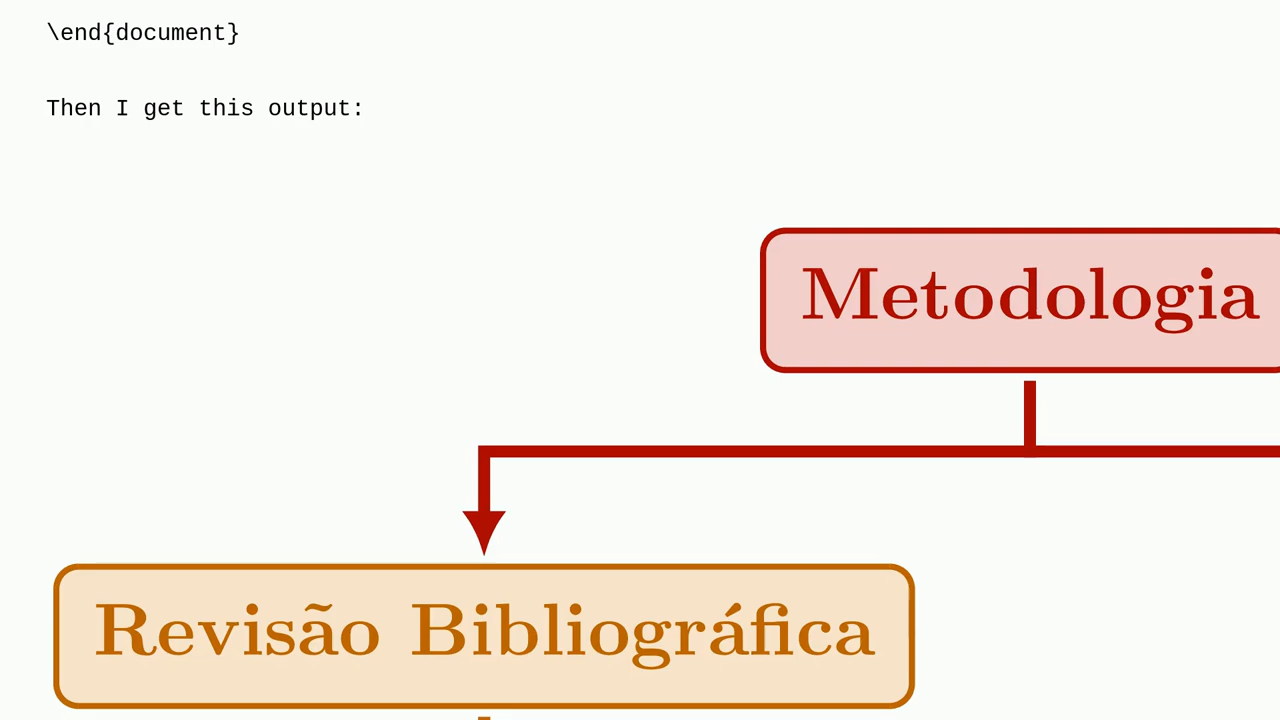 \end{document}
Then I get this output:
Metodologia
Revisão Bibliográfica